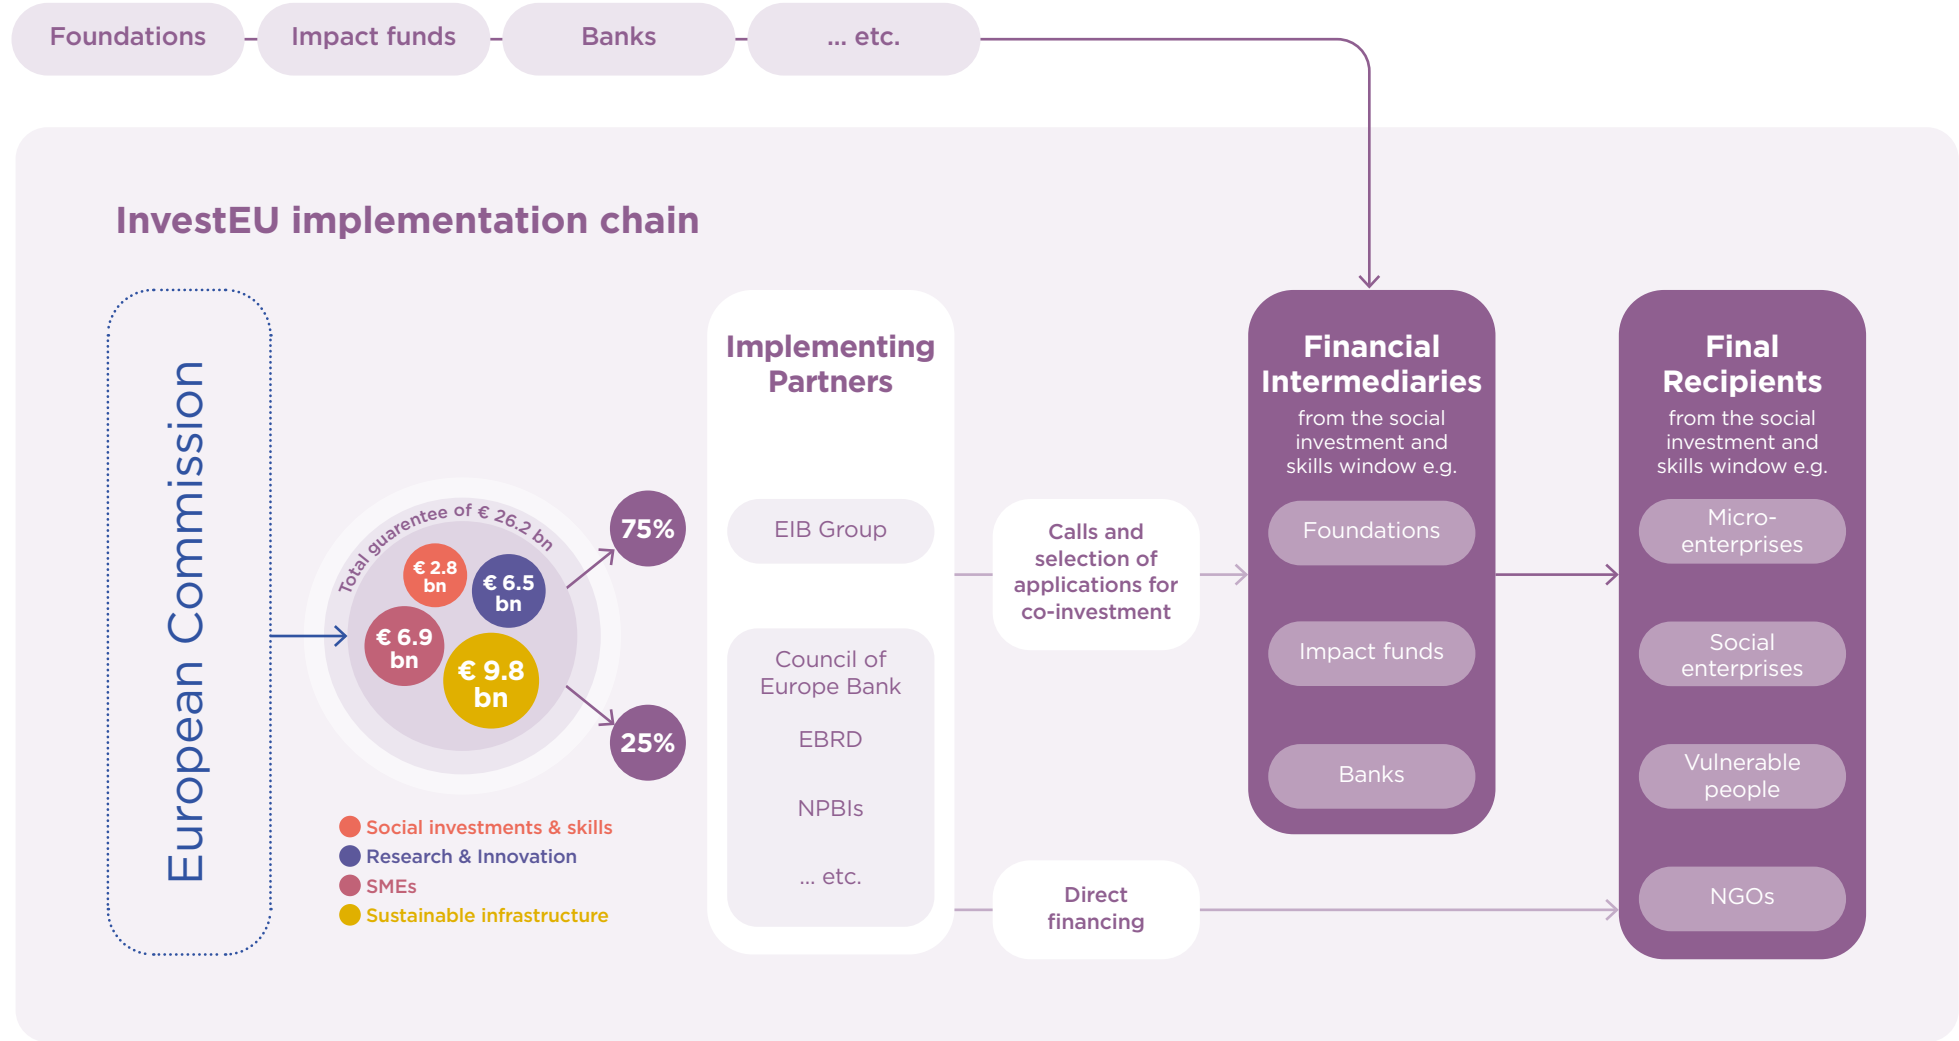 Foundations
Impact funds
Banks
... etc.
InvestEU implementation chain
European Commission
Total guarentee of € 26.2 bn
€ 2.8
bn
€ 6.5
bn
€ 6.9
bn
€ 9.8
bn
75%
25%
Social investments & skills
Research & Innovation
SMEs
Sustainable infrastructure
Implementing
Partners
EIB Group
Council of
Europe Bank
EBRD
NPBIs
... etc.
Calls and
selection of
applications for
co-investment
Direct
financing
Financial
Intermediaries
from the social
investment and
skills window e.g.
Foundations
Impact funds
Banks
Final
Recipients
from the social
investment and
skills window e.g.
Micro-
enterprises
Social
enterprises
Vulnerable
people
NGOs